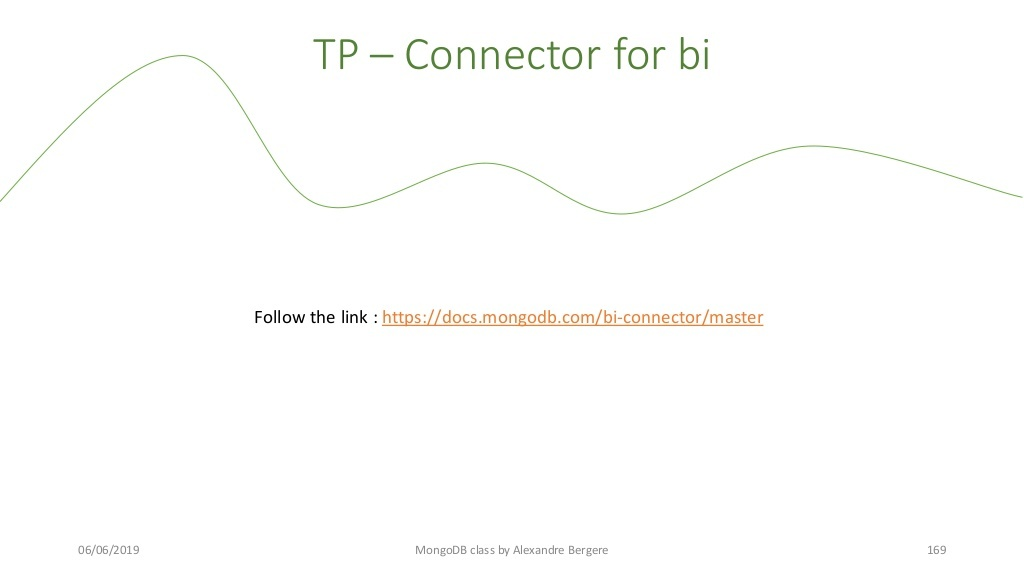 TP – Connector for bi
Follow the link : https://docs.mongodb.com/bi-connector/master
06/06/2019
MongoDB class by Alexandre Bergere
169